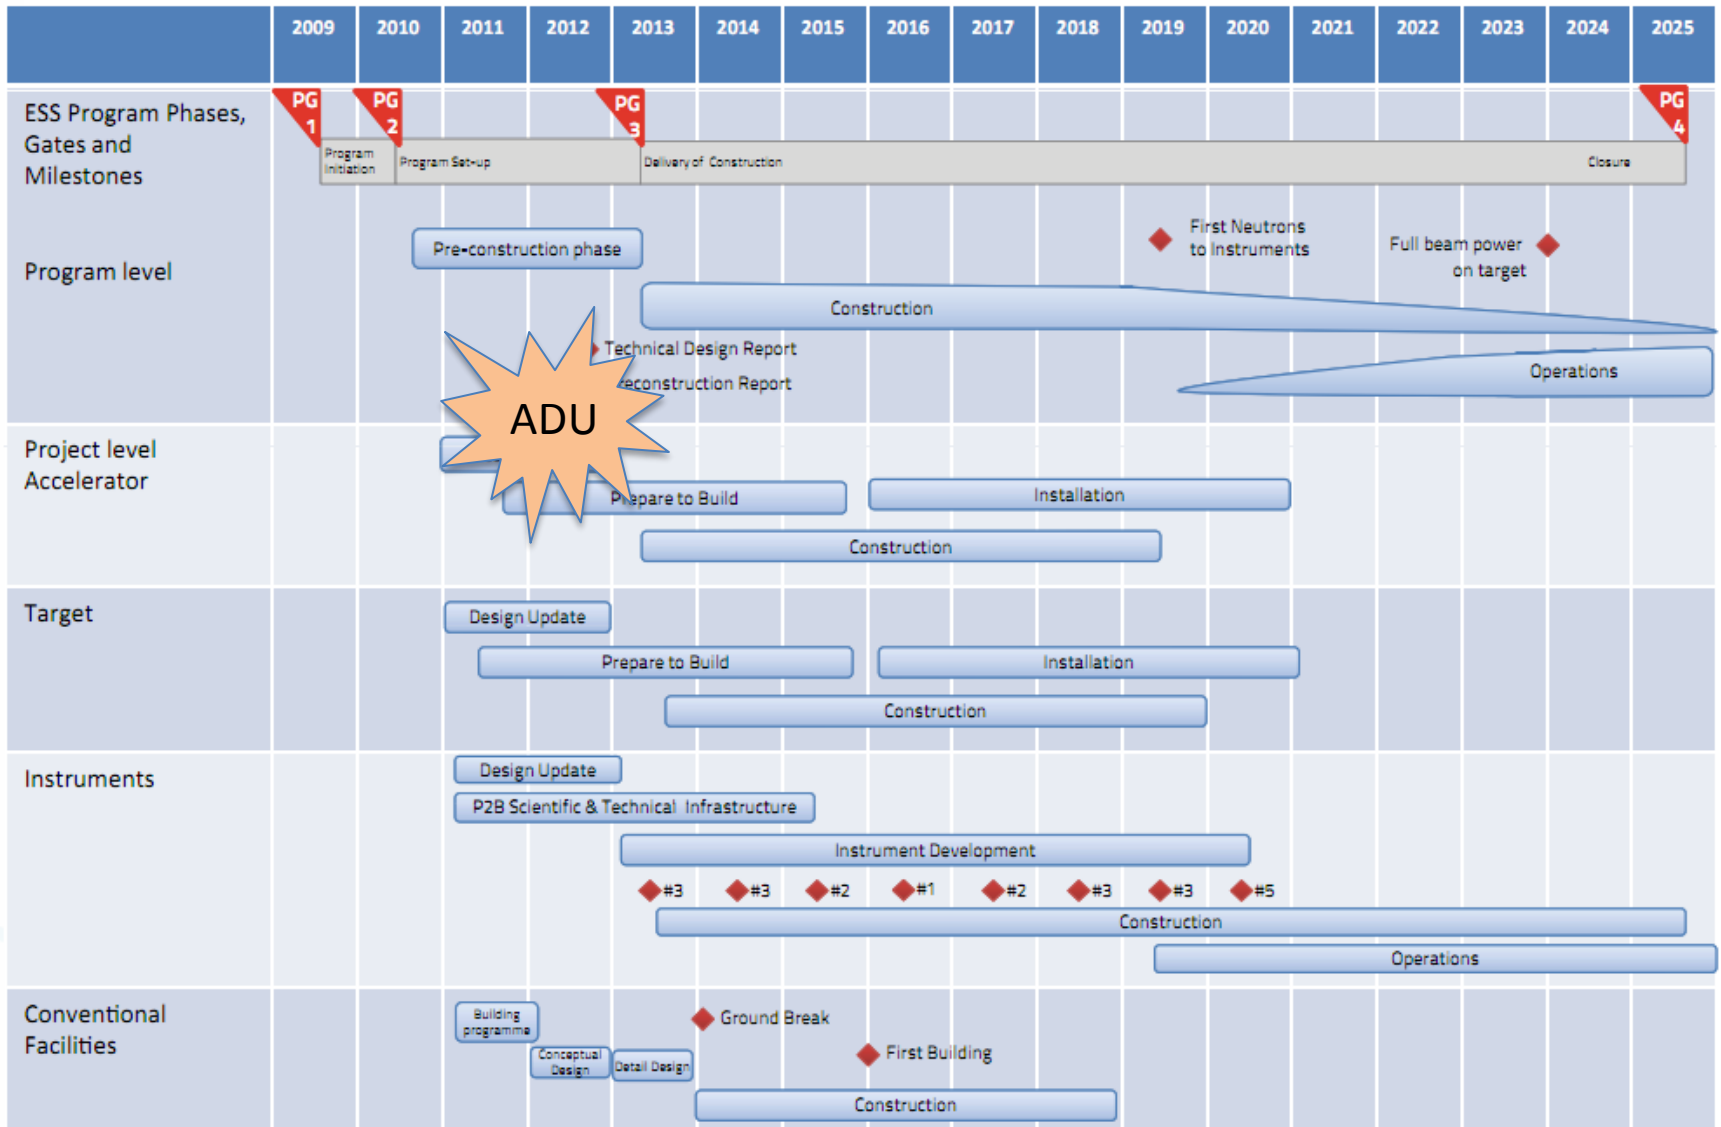 2009 2010 2011 2012 2013 2014 2015 2016 2017 2018 2019 2020 2021 2022 2023 2024 2025
ESS Program Phases,
Gates and
Milestones
PG
1
PG
2
PG
3
PG
4
Program
Initiation
Program Set-up
Delivery of Construction
Closure
Program level
Pre-construction phase
First Neutrons
to Instruments
Full beam power
on target
Construction
Technical Design Report
reconstruction Report
Operations
ADU
Project level
Accelerator
Prepare to Build
Installation
Construction
Target
Design Update
Prepare to Build
Installation
Construction
Instruments
Design Update
P2B Scientific & Technical Infrastructure
Instrument Development
#3 #3 #2 #1 #2 #3 #3 #5
Construction
Operations
Conventional
Facilities
Building
programme
Ground Break
Conceptual
Design
Detail Design
First Building
Construction